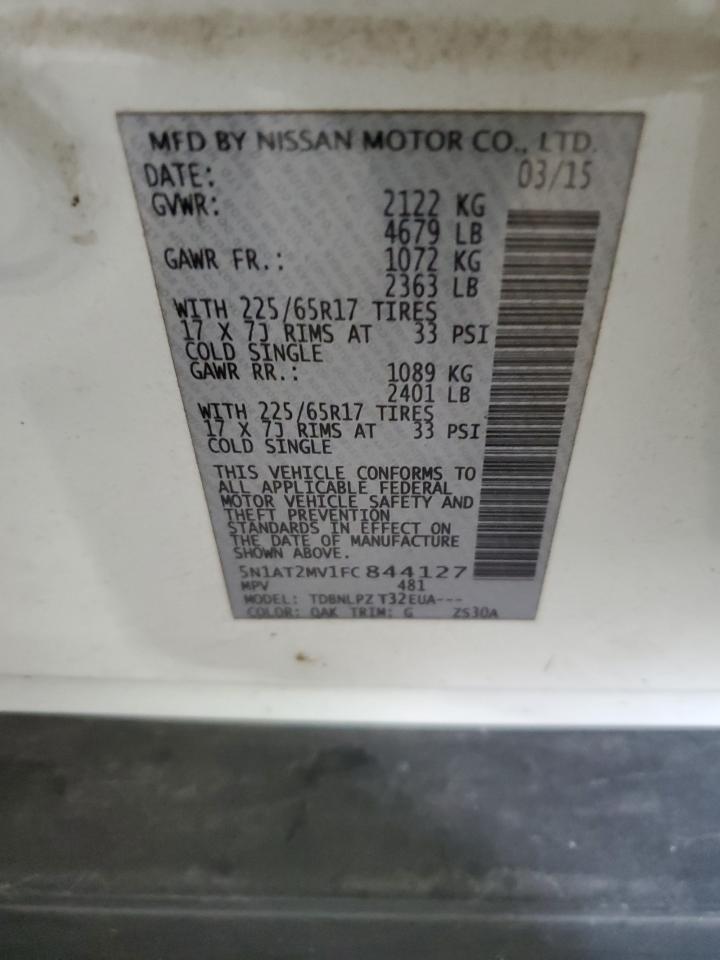 MFD BY NISSAN MOTOR CO., LTD.
DATE: 03/15
GVWR: 2122 KG
4679 LB
GAWR FR.: 1072 KG
2363 LB
WITH 225/65R17 TIRES
17 X 7J RIMS AT 33 PSI
COLD SINGLE
GAWR RR.: 1089 KG
2401 LB
WITH 225/65R17 TIRES
17 X 7J RIMS AT 33 PSI
COLD SINGLE
THIS VEHICLE CONFORMS TO
ALL APPLICABLE FEDERAL
MOTOR VEHICLE SAFETY AND
THEFT PREVENTION
STANDARDS IN EFFECT ON
THE DATE OF MANUFACTURE
SHOWN ABOVE.
5N1AT2MV1FC844127
MPV 481
MODEL: TDBNLPZ T32EUA---
COLOR: QAK TRIM: G ZS30A